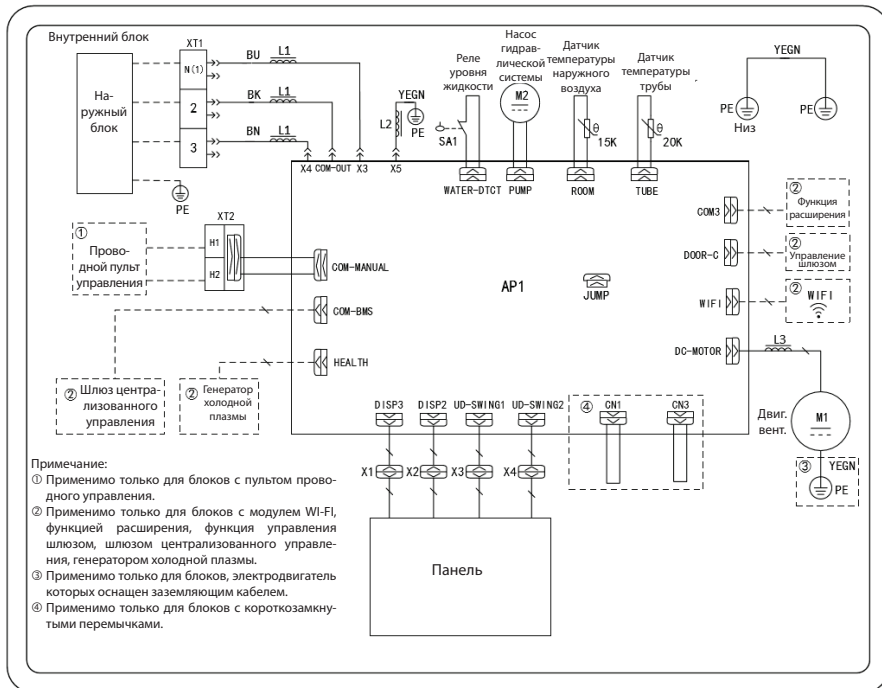 Внутренний блок
XT1
На-
ружный
блок
N(1)
2
3
BU
L1
BK
L1
BN
L1
PE
YEGN
L2
PE
X4
COM-OUT
X3
X5
Реле
уровня
жидкости
SA1
WATER-DTCT
Насос
гидрав-
лической
системы
M2
PUMP
Датчик
температуры
наружного
воздуха
θ
15K
ROOM
Датчик
температуры
трубы
θ
20K
TUBE
YEGN
PE
Низ
PE
①
Прово-
дной пульт
управления
XT2
H1
H2
COM-MANUAL
COM-BMS
HEALTH
② Шлюз центра-
лизованного
управления
② Генератор
холодной
плазмы
AP1
JUMP
COM3
②
Функция
расширения
DOOR-C
②
Управление
шлюзом
WIFI
②
WIFI
DC-MOTOR
L3
Двиг.
вент.
M1
③ YEGN
PE
DISP3
DISP2
UD-SWING1
UD-SWING2
④
CN1
CN3
X1
X2
X3
X4
Панель
Примечание:
① Применимо только для блоков с пультом прово-
дного управления.
② Применимо только для блоков с модулем WI-FI,
функцией расширения, функция управления
шлюзом, шлюзом централизованного управле-
ния, генератором холодной плазмы.
③ Применимо только для блоков, электродвигатель
которых оснащен заземляющим кабелем.
④ Применимо только для блоков с короткозамкну-
тыми перемычками.